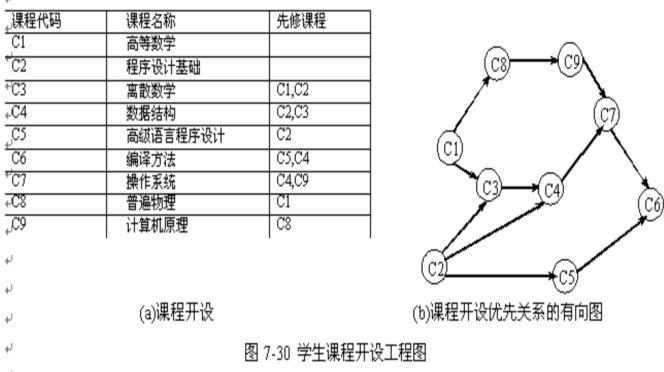 课程代码 课程名称 先修课程
C1 高等数学
C2 程序设计基础
C3 离散数学 C1,C2
C4 数据结构 C2,C3
C5 高级语言程序设计 C2
C6 编译方法 C5,C4
C7 操作系统 C4,C9
C8 普遍物理 C1
C9 计算机原理 C8
C8 C9
C7
C1
C3 C4
C6
C2 C5
(a)课程开设 (b)课程开设优先关系的有向图
图 7-30 学生课程开设工程图